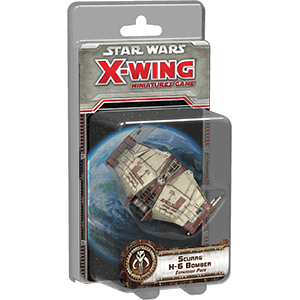 STAR WARS
X-WING
MINIATURES GAME
SCURRG
H-6 BOMBER
EXPANSION PACK